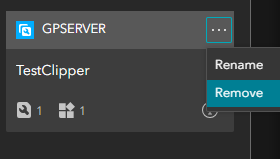 GPSERVER ...
TestClipper
Rename
Remove
1 1